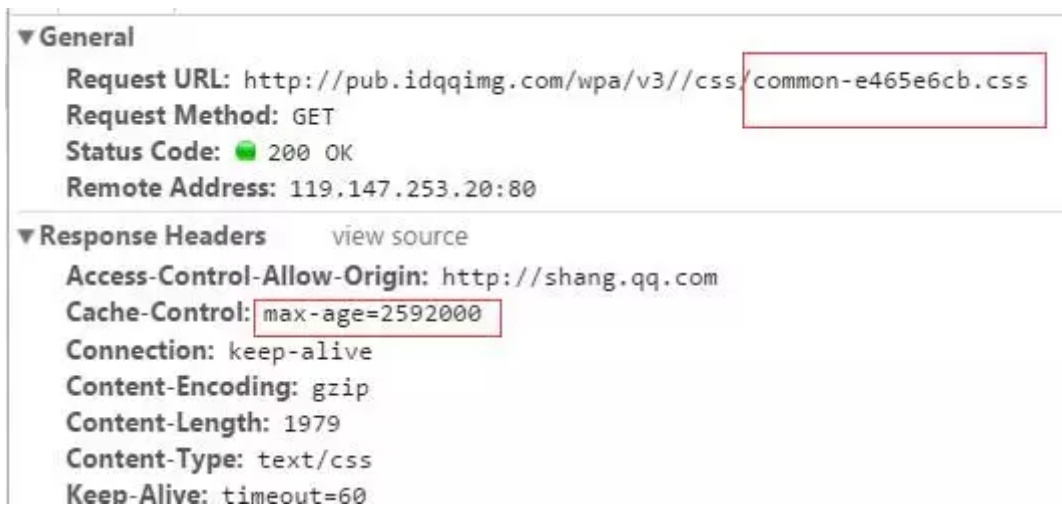 General
Request URL: http://pub.idqqimg.com/wpa/v3//css/common-e465e6cb.css
Request Method: GET
Status Code: 200 OK
Remote Address: 119.147.253.20:80
Response Headers view source
Access-Control-Allow-Origin: http://shang.qq.com
Cache-Control: max-age=2592000
Connection: keep-alive
Content-Encoding: gzip
Content-Length: 1979
Content-Type: text/css
Keep-Alive: timeout=60